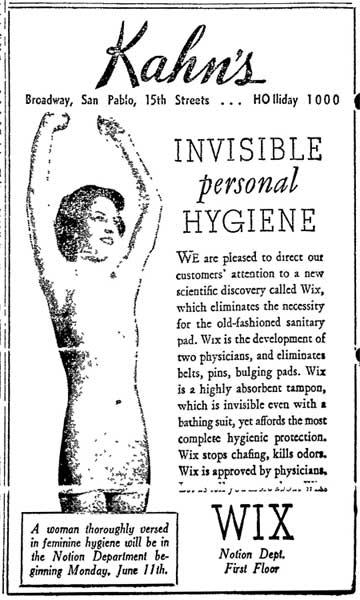 Kahn's
Broadway, San Pablo, 15th Streets ... HOlliday 1000
INVISIBLE
personal
HYGIENE
WE are pleased to direct our
customers' attention to a new
scientific discovery called Wix,
which eliminates the necessity
for the old-fashioned sanitary
pad. Wix is the development of
two physicians, and eliminates
belts, pins, bulging pads. Wix
is a highly absorbent tampon,
which is invisible even with a
bathing suit, yet affords the most
complete hygienic protection.
Wix stops chafing, kills odors.
Wix is approved by physicians.
WIX
Notion Dept.
First Floor
A woman thoroughly versed
in feminine hygiene will be in
the Notion Department be-
ginning Monday, June 11th.